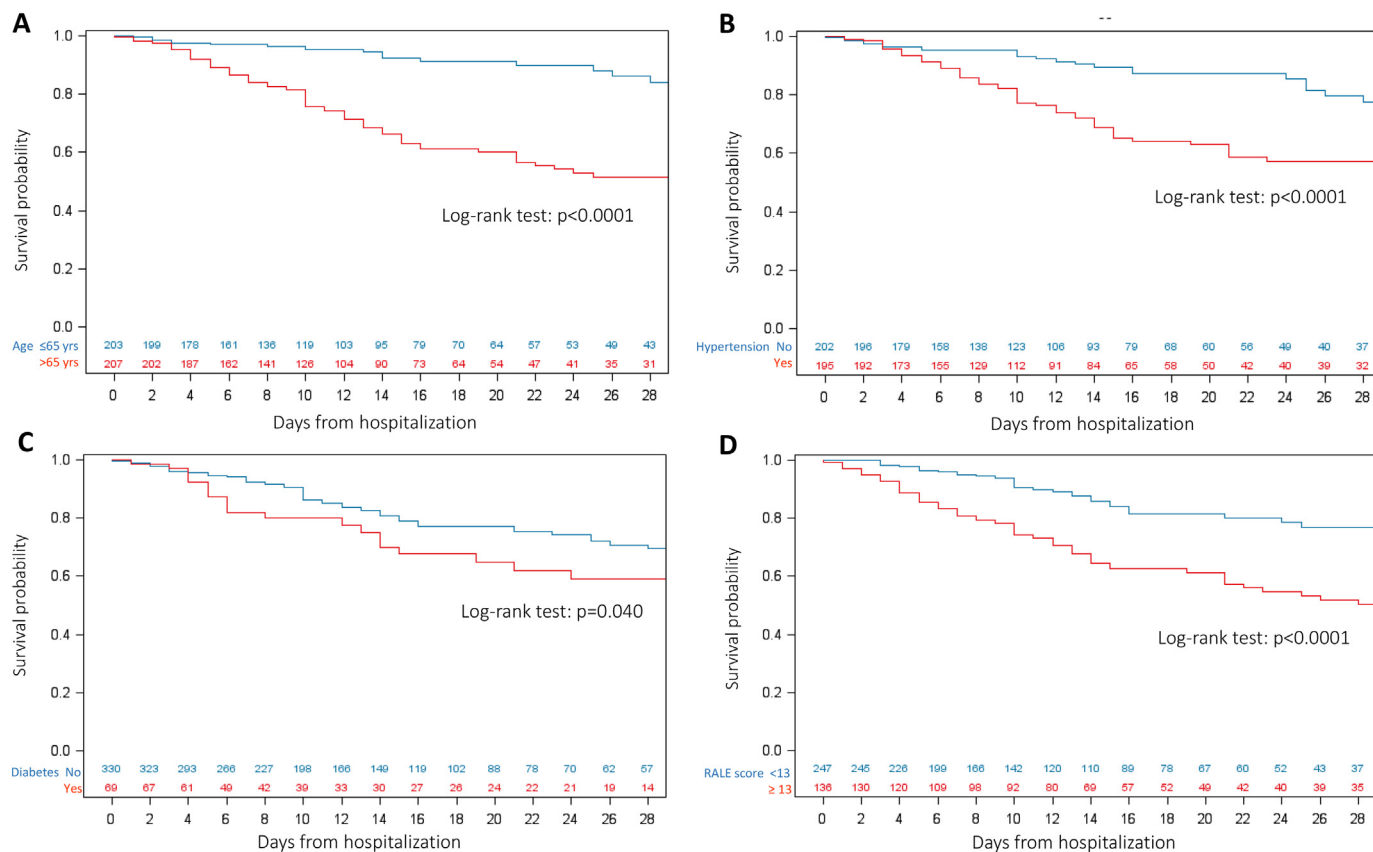 A
Survival probability
1.0
0.8
0.6
0.4
0.2
0.0
Log-rank test: p<0.0001
Age ≤65 yrs 203 199 178 161 136 119 103 95 79 70 64 57 53 49 43
>65 yrs 207 202 187 162 141 126 104 90 73 64 54 47 41 35 31
0 2 4 6 8 10 12 14 16 18 20 22 24 26 28
Days from hospitalization
B
--
Survival probability
1.0
0.8
0.6
0.4
0.2
0.0
Log-rank test: p<0.0001
Hypertension No 202 196 179 158 138 123 106 93 79 68 60 56 49 40 37
Yes 195 192 173 155 129 112 91 84 65 58 50 42 40 39 32
0 2 4 6 8 10 12 14 16 18 20 22 24 26 28
Days from hospitalization
C
Survival probability
1.0
0.8
0.6
0.4
0.2
0.0
Log-rank test: p=0.040
Diabetes No 330 323 293 266 227 198 166 149 119 102 88 78 70 62 57
Yes 69 67 61 49 42 39 33 30 27 26 24 22 21 19 14
0 2 4 6 8 10 12 14 16 18 20 22 24 26 28
Days from hospitalization
D
Survival probability
1.0
0.8
0.6
0.4
0.2
0.0
Log-rank test: p<0.0001
RALE score <13 247 245 226 199 166 142 120 110 89 78 67 60 52 43 37
≥ 13 136 130 120 109 98 92 80 69 57 52 49 42 40 39 35
0 2 4 6 8 10 12 14 16 18 20 22 24 26 28
Days from hospitalization